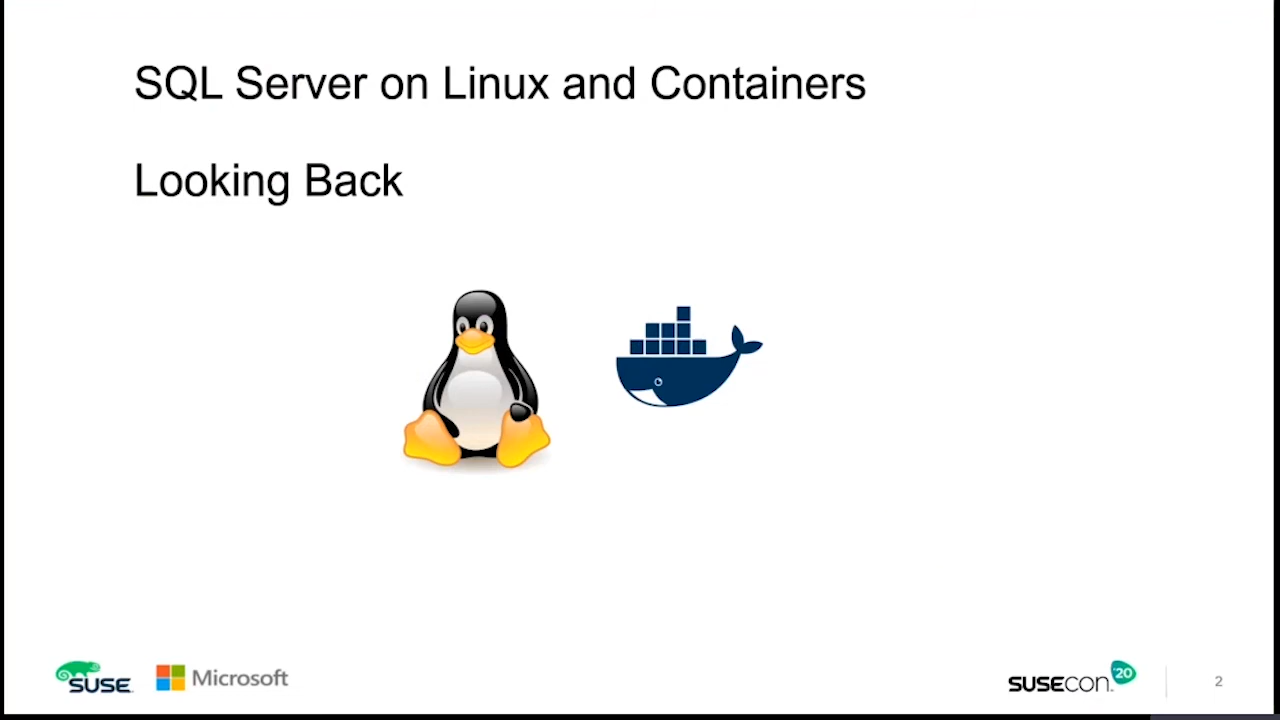 SQL Server on Linux and Containers
Looking Back
SUSE
Microsoft
SUSECON.
'20
2